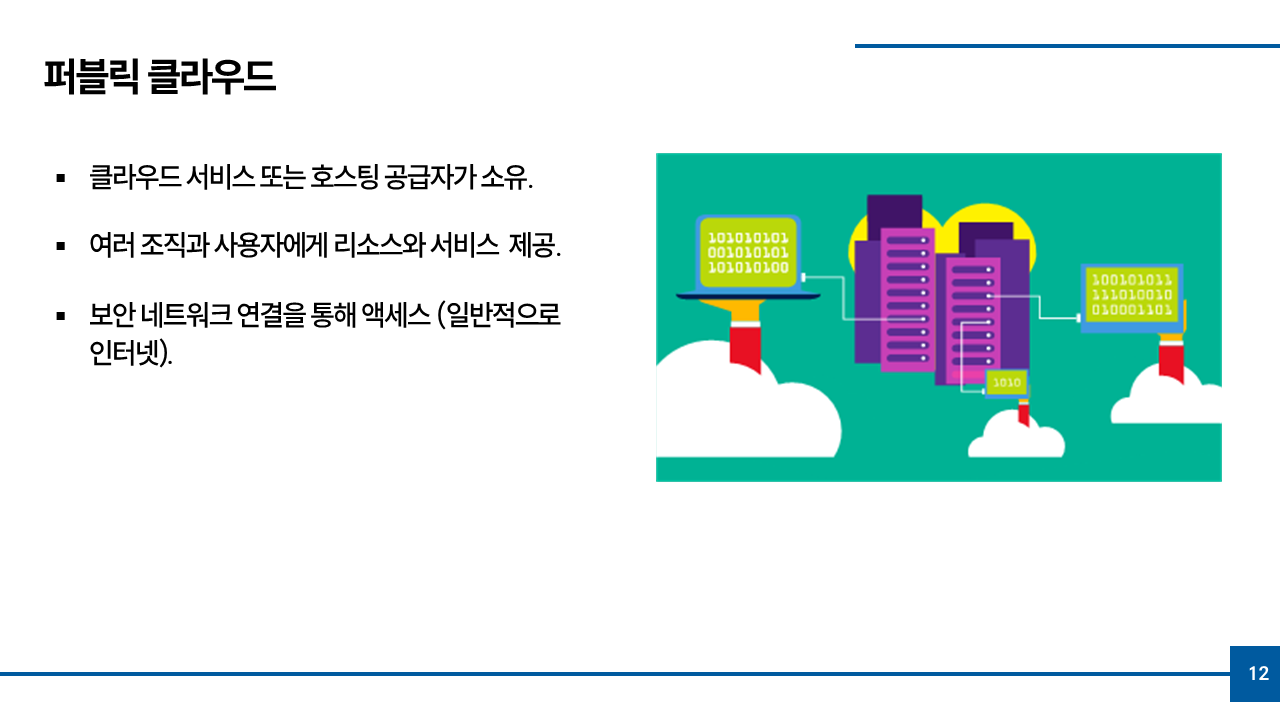 퍼블릭 클라우드
▪ 클라우드 서비스 또는 호스팅 공급자가 소유.
▪ 여러 조직과 사용자에게 리소스와 서비스  제공.
▪ 보안 네트워크 연결을 통해 액세스 (일반적으로
인터넷).
101010101
001010101
101010100
100101011
111010010
010001101
1010
12